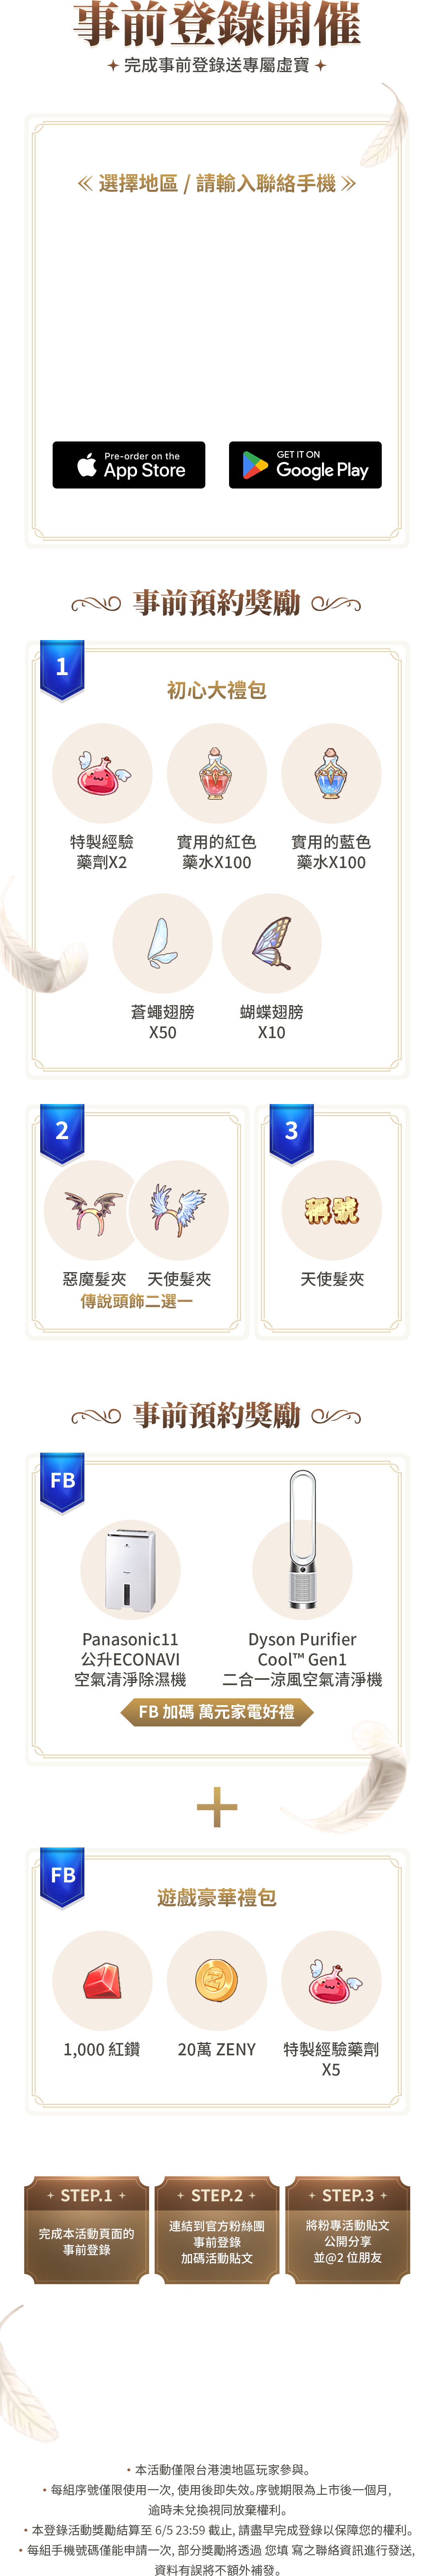 事前登錄開催
完成事前登錄送專屬虛寶
選擇地區 / 請輸入聯絡手機
Pre-order on the
App Store
GET IT ON
Google Play
事前預約獎勵
1
初心大禮包
特製經驗
藥劑X2
實用的紅色
藥水X100
實用的藍色
藥水X100
蒼蠅翅膀
X50
蝴蝶翅膀
X10
2
惡魔髮夾
天使髮夾
傳說頭飾二選一
3
稱號
天使髮夾
事前預約獎勵
FB
Panasonic11
公升ECONAVI
空氣清淨除濕機
Dyson Purifier
Cool™ Gen1
二合一涼風空氣清淨機
FB 加碼 萬元家電好禮
FB
遊戲豪華禮包
1,000 紅鑽
20萬 ZENY
特製經驗藥劑
X5
STEP.1
完成本活動頁面的
事前登錄
STEP.2
連結到官方粉絲團
事前登錄
加碼活動貼文
STEP.3
將粉專活動貼文
公開分享
並@2 位朋友
• 本活動僅限台港澳地區玩家參與。
• 每組序號僅限使用一次, 使用後即失效。序號期限為上市後一個月,
逾時未兌換視同放棄權利。
• 本登錄活動獎勵結算至 6/5 23:59 截止, 請盡早完成登錄以保障您的權利。
• 每組手機號碼僅能申請一次, 部分獎勵將透過 您填 寫之聯絡資訊進行發送,
資料有誤將不額外補發。